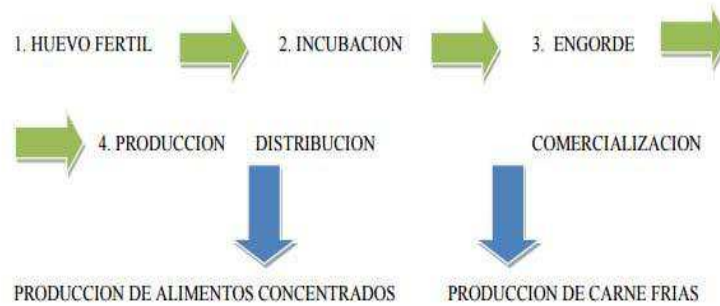 1. HUEVO FERTIL 2. INCUBACION 3. ENGORDE
4. PRODUCCION DISTRIBUCION COMERCIALIZACION
PRODUCCION DE ALIMENTOS CONCENTRADOS PRODUCCION DE CARNE FRIAS